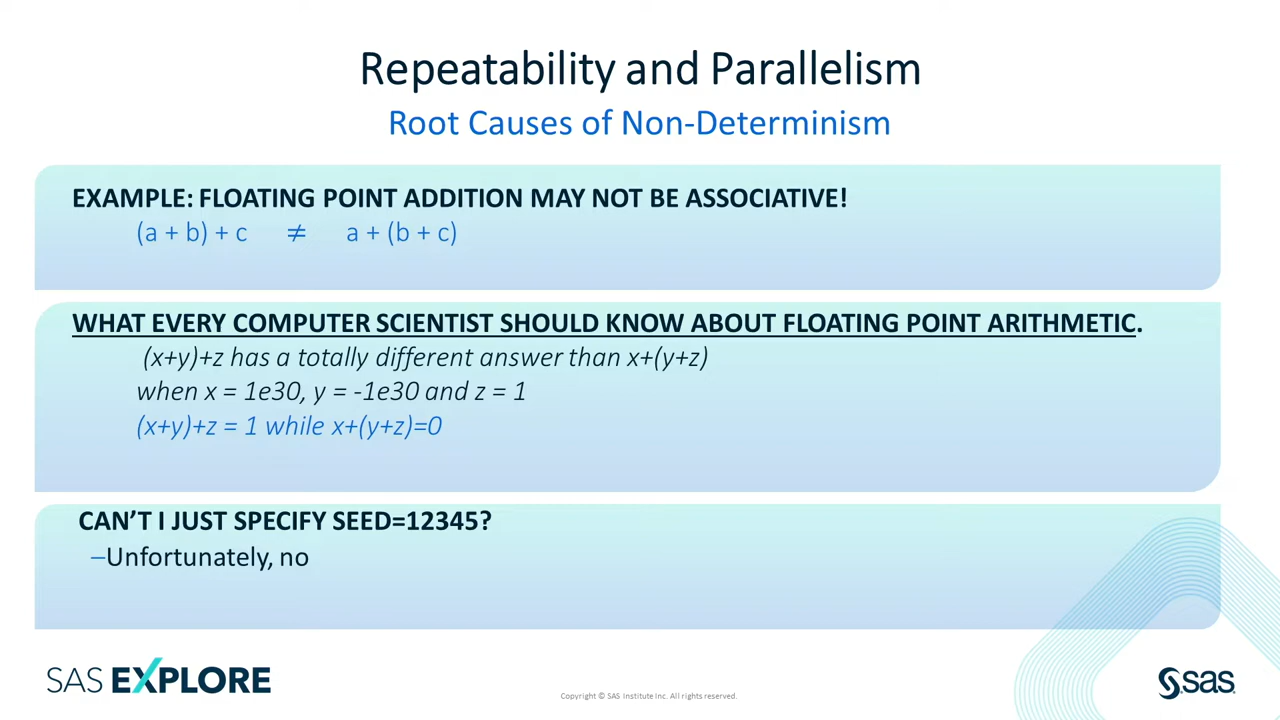 Repeatability and Parallelism
Root Causes of Non-Determinism
EXAMPLE: FLOATING POINT ADDITION MAY NOT BE ASSOCIATIVE!
(a + b) + c ≠ a + (b + c)
WHAT EVERY COMPUTER SCIENTIST SHOULD KNOW ABOUT FLOATING POINT ARITHMETIC.
(x+y)+z has a totally different answer than x+(y+z)
when x = 1e30, y = -1e30 and z = 1
(x+y)+z = 1 while x+(y+z)=0
CAN’T I JUST SPECIFY SEED=12345?
–Unfortunately, no
SAS EXPLORE
Copyright © SAS Institute Inc. All rights reserved.
sas